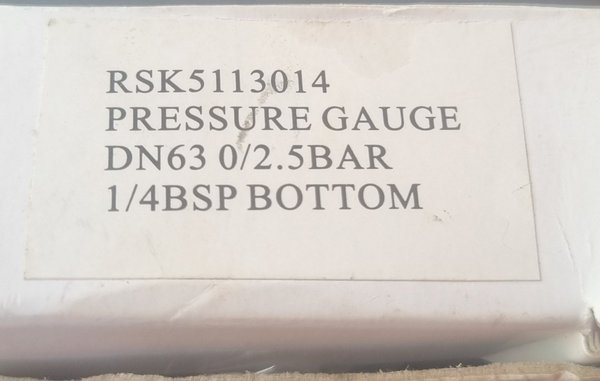 RSK5113014
PRESSURE GAUGE
DN63 0/2.5BAR
1/4BSP BOTTOM